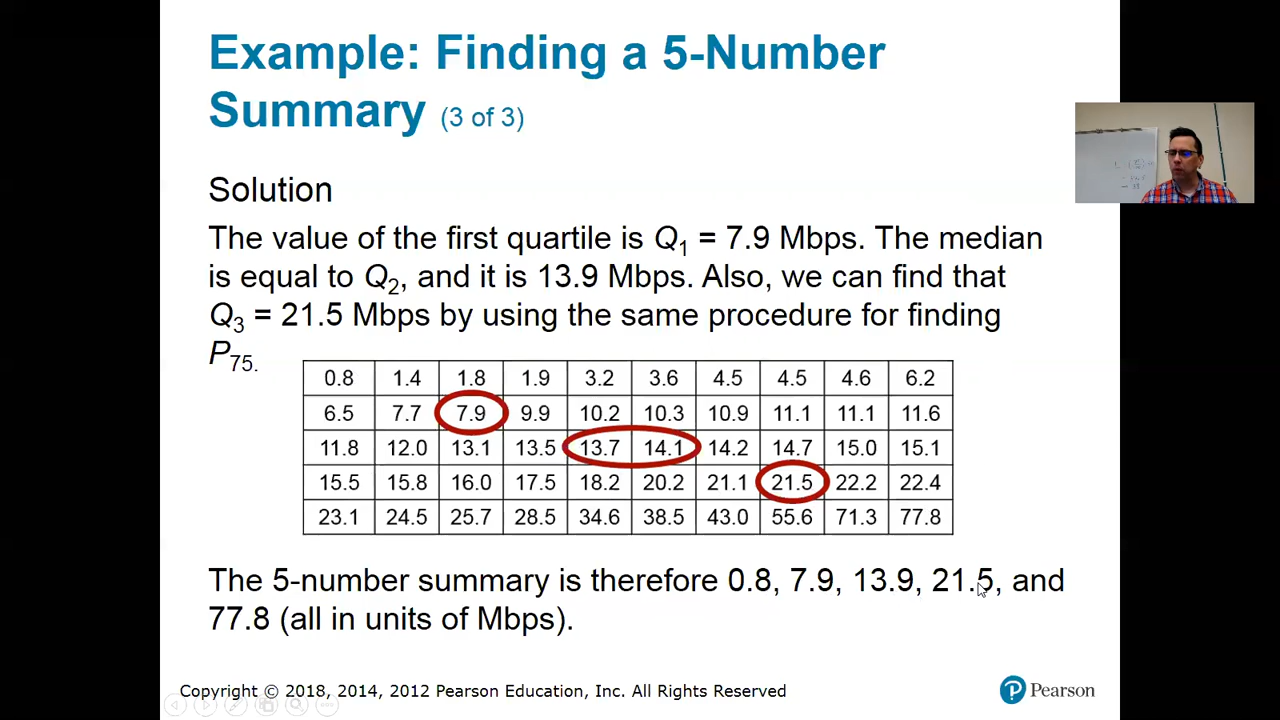 Example: Finding a 5-Number
Summary (3 of 3)
Solution
The value of the first quartile is Q1 = 7.9 Mbps. The median
is equal to Q2, and it is 13.9 Mbps. Also, we can find that
Q3 = 21.5 Mbps by using the same procedure for finding
P75.
0.8 1.4 1.8 1.9 3.2 3.6 4.5 4.5 4.6 6.2
6.5 7.7 7.9 9.9 10.2 10.3 10.9 11.1 11.1 11.6
11.8 12.0 13.1 13.5 13.7 14.1 14.2 14.7 15.0 15.1
15.5 15.8 16.0 17.5 18.2 20.2 21.1 21.5 22.2 22.4
23.1 24.5 25.7 28.5 34.6 38.5 43.0 55.6 71.3 77.8
The 5-number summary is therefore 0.8, 7.9, 13.9, 21.5, and
77.8 (all in units of Mbps).
Copyright © 2018, 2014, 2012 Pearson Education, Inc. All Rights Reserved
P Pearson